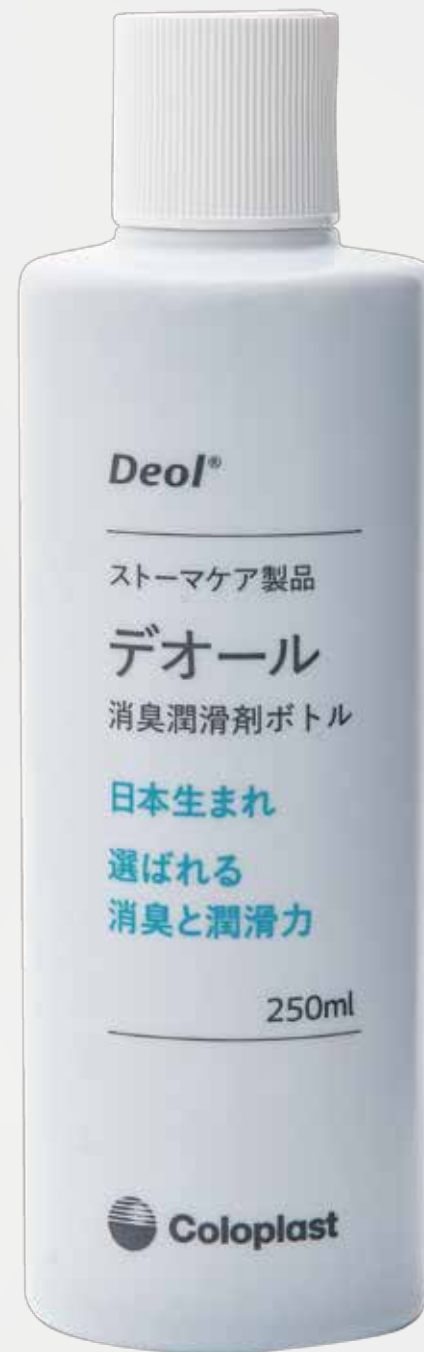 Deol®
ストーマケア製品
デオール
消臭潤滑剤ボトル
日本生まれ
選ばれる
消臭と潤滑力
250ml
Coloplast